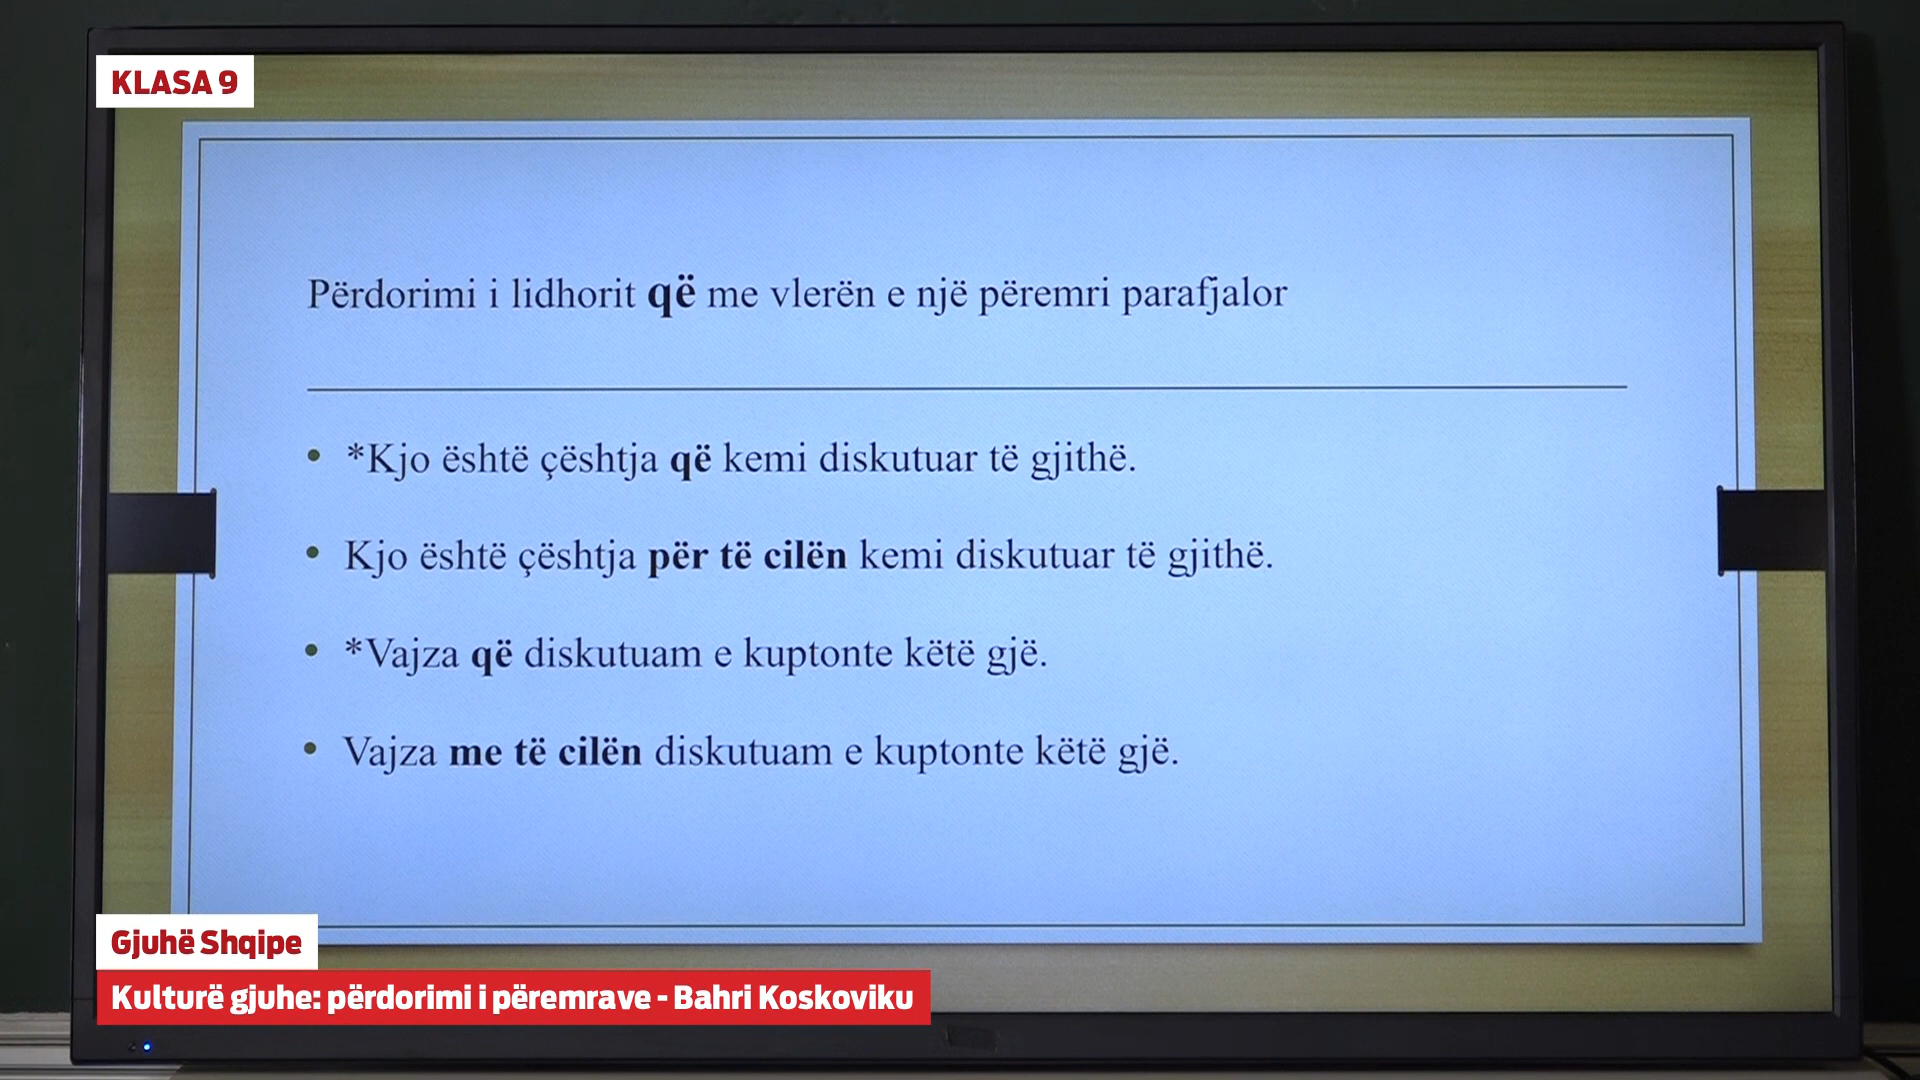 KLASA 9
Përdorimi i lidhorit që me vlerën e një përemri parafjalor
• *Kjo është çështja që kemi diskutuar të gjithë.
• Kjo është çështja për të cilën kemi diskutuar të gjithë.
• *Vajza që diskutuam e kuptonte këtë gjë.
• Vajza me të cilën diskutuam e kuptonte këtë gjë.
Gjuhë Shqipe
Kulturë gjuhe: përdorimi i përemrave - Bahri Koskoviku